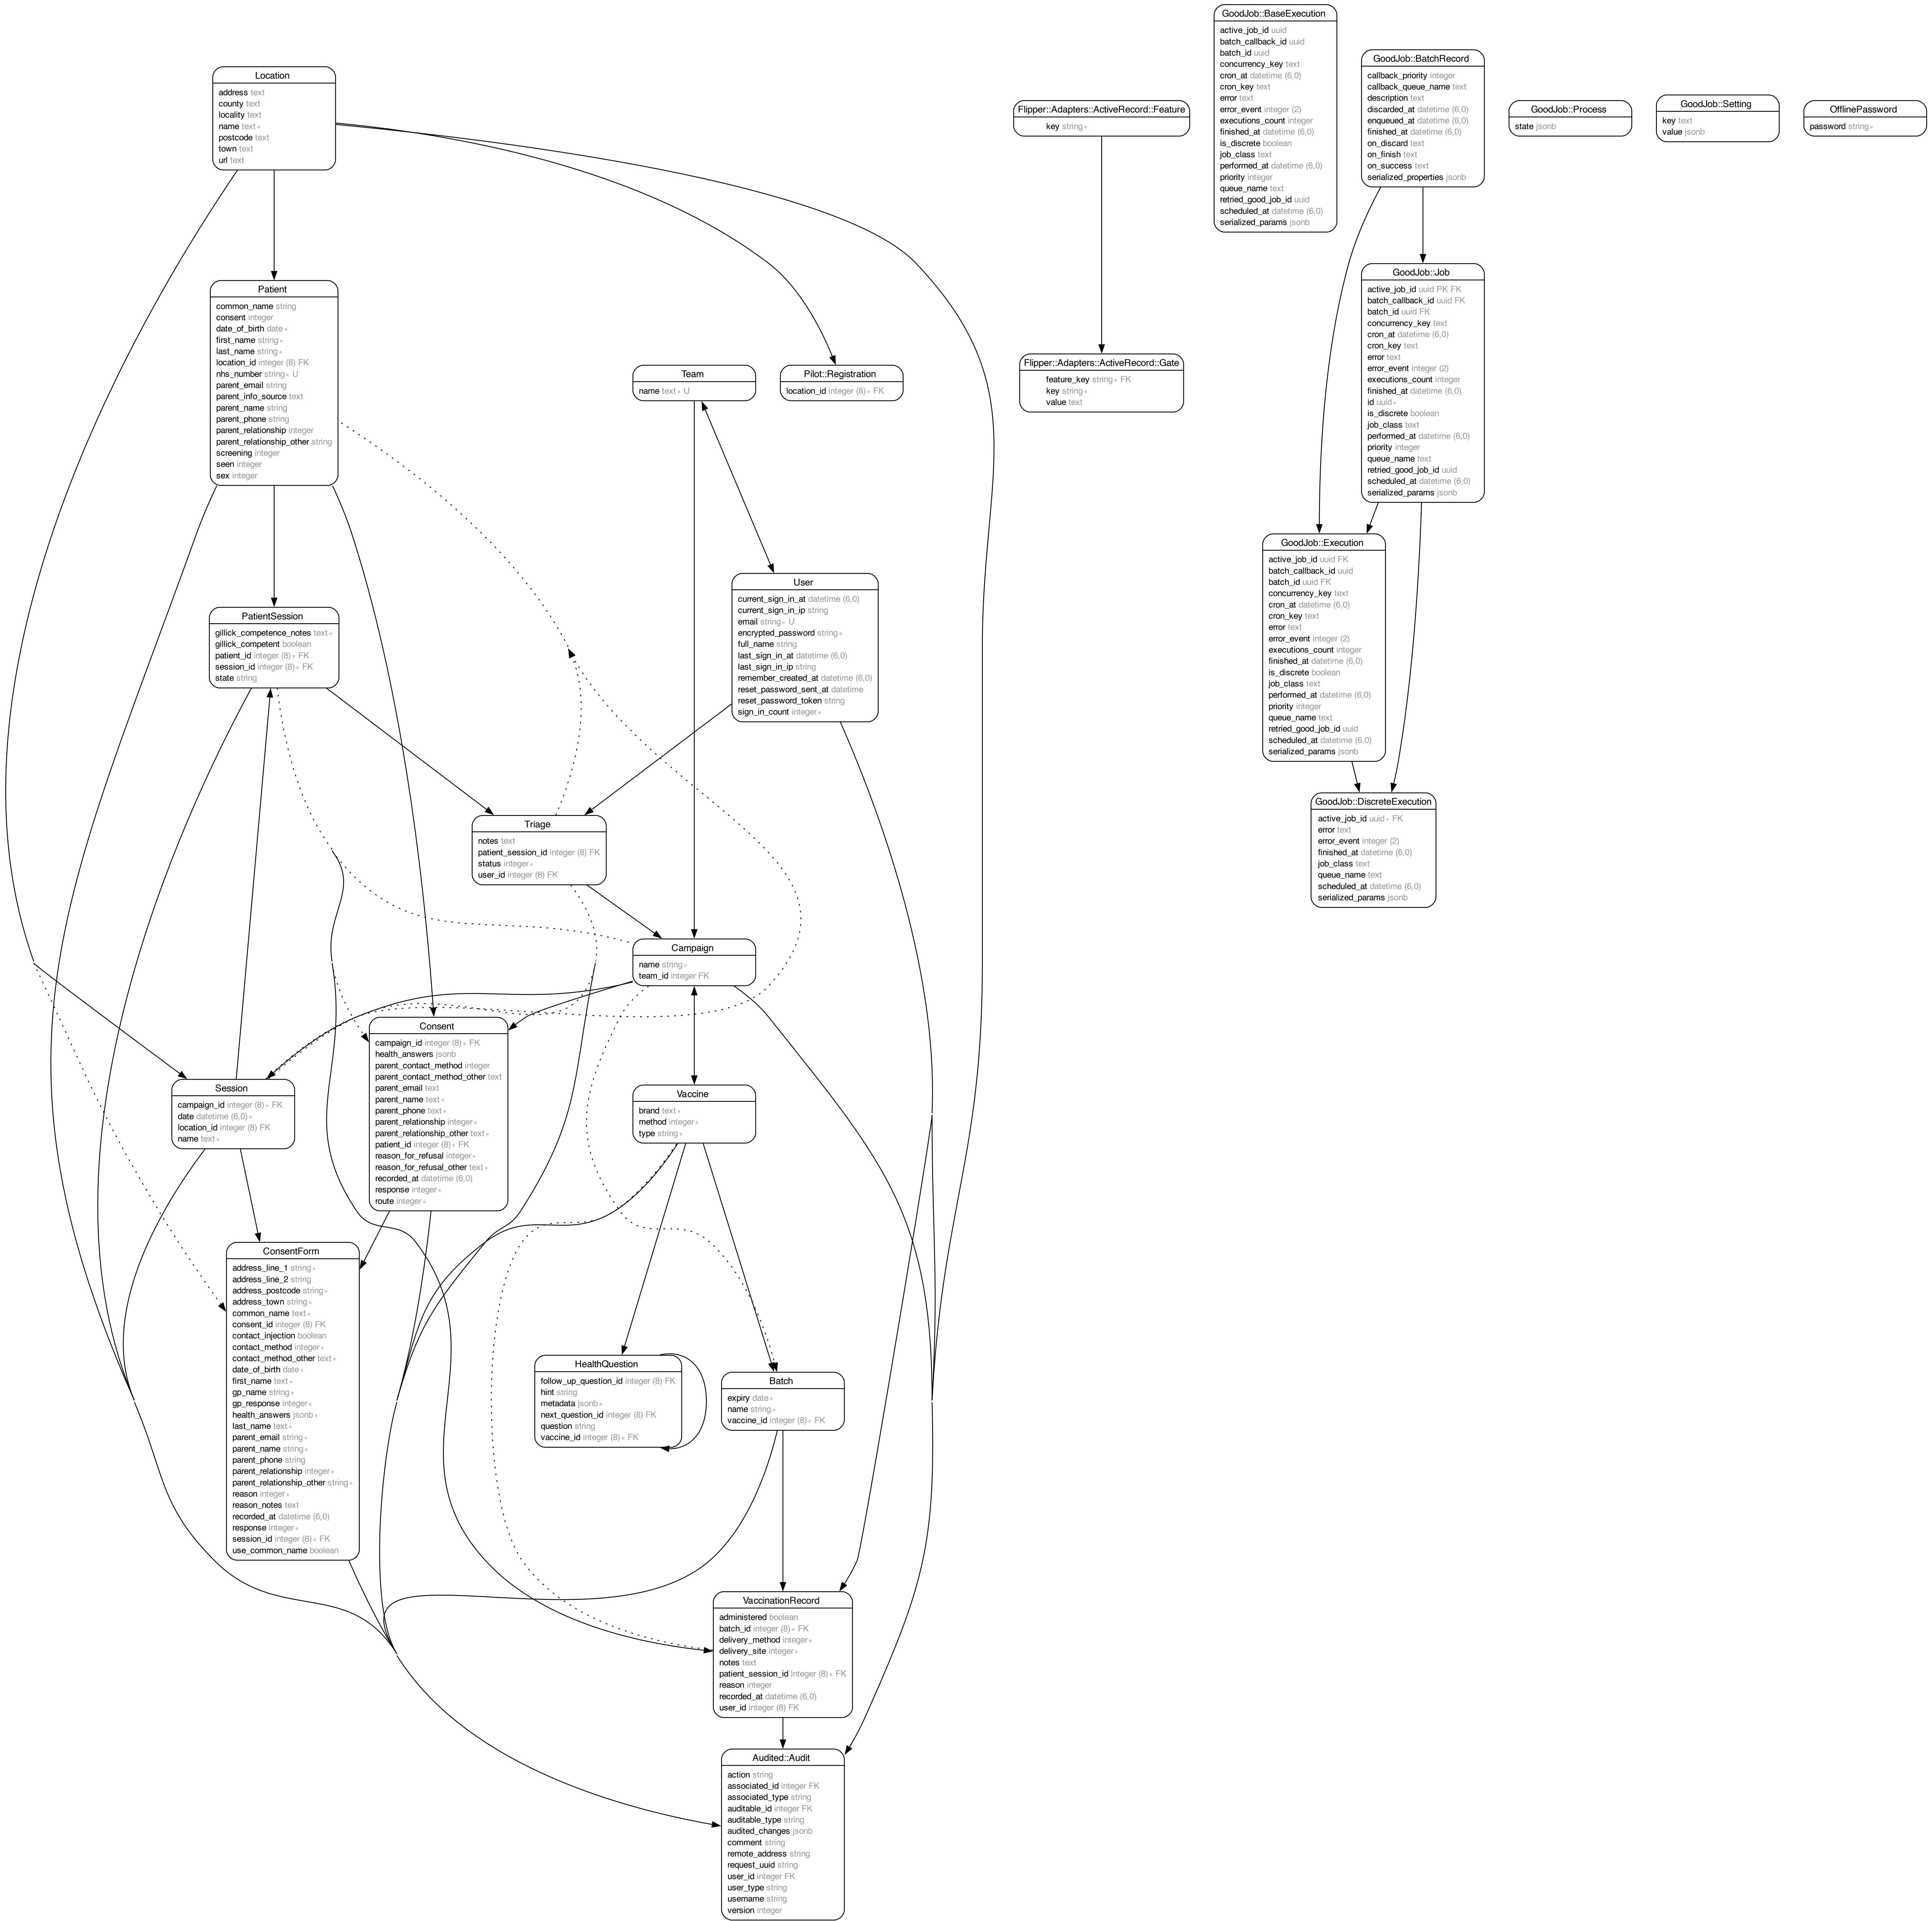 GoodJob::BaseExecution
active_job_id uuid
batch_callback_id uuid
batch_id uuid
concurrency_key text
cron_at datetime (6,0)
cron_key text
error text
error_event integer (2)
executions_count integer
finished_at datetime (6,0)
is_discrete boolean
job_class text
performed_at datetime (6,0)
priority integer
queue_name text
retried_good_job_id uuid
scheduled_at datetime (6,0)
serialized_params jsonb
GoodJob::BatchRecord
callback_priority integer
callback_queue_name text
description text
discarded_at datetime (6,0)
enqueued_at datetime (6,0)
finished_at datetime (6,0)
on_discard text
on_finish text
on_success text
serialized_properties jsonb
Location
address text
county text
locality text
name text ∗
postcode text
town text
url text
Flipper::Adapters::ActiveRecord::Feature
key string ∗
GoodJob::Process
state jsonb
GoodJob::Setting
key text
value jsonb
OfflinePassword
password string ∗
GoodJob::Job
active_job_id uuid PK FK
batch_callback_id uuid FK
batch_id uuid FK
concurrency_key text
cron_at datetime (6,0)
cron_key text
error text
error_event integer (2)
executions_count integer
finished_at datetime (6,0)
id uuid ∗
is_discrete boolean
job_class text
performed_at datetime (6,0)
priority integer
queue_name text
retried_good_job_id uuid
scheduled_at datetime (6,0)
serialized_params jsonb
Patient
common_name string
consent integer
date_of_birth date ∗
first_name string ∗
last_name string ∗
location_id integer (8) FK
nhs_number string ∗ U
parent_email string
parent_info_source text
parent_name string
parent_phone string
parent_relationship integer
parent_relationship_other string
screening integer
seen integer
sex integer
Team
name text ∗ U
Pilot::Registration
location_id integer (8) ∗ FK
Flipper::Adapters::ActiveRecord::Gate
feature_key string ∗ FK
key string ∗
value text
GoodJob::Execution
active_job_id uuid FK
batch_callback_id uuid
batch_id uuid FK
concurrency_key text
cron_at datetime (6,0)
cron_key text
error text
error_event integer (2)
executions_count integer
finished_at datetime (6,0)
is_discrete boolean
job_class text
performed_at datetime (6,0)
priority integer
queue_name text
retried_good_job_id uuid
scheduled_at datetime (6,0)
serialized_params jsonb
User
current_sign_in_at datetime (6,0)
current_sign_in_ip string
email string ∗ U
encrypted_password string ∗
full_name string
last_sign_in_at datetime (6,0)
last_sign_in_ip string
remember_created_at datetime (6,0)
reset_password_sent_at datetime
reset_password_token string
sign_in_count integer ∗
PatientSession
gillick_competence_notes text ∗
gillick_competent boolean
patient_id integer (8) ∗ FK
session_id integer (8) ∗ FK
state string
GoodJob::DiscreteExecution
active_job_id uuid ∗ FK
error text
error_event integer (2)
finished_at datetime (6,0)
job_class text
queue_name text
scheduled_at datetime (6,0)
serialized_params jsonb
Triage
notes text
patient_session_id integer (8) FK
status integer ∗
user_id integer (8) FK
Campaign
name string ∗
team_id integer FK
Consent
campaign_id integer (8) ∗ FK
health_answers jsonb
parent_contact_method integer
parent_contact_method_other text
parent_email text
parent_name text ∗
parent_phone text ∗
parent_relationship integer ∗
parent_relationship_other text ∗
patient_id integer (8) ∗ FK
reason_for_refusal integer ∗
reason_for_refusal_other text ∗
recorded_at datetime (6,0)
response integer ∗
route integer ∗
Session
campaign_id integer (8) ∗ FK
date datetime (6,0) ∗
location_id integer (8) FK
name text ∗
Vaccine
brand text ∗
method integer ∗
type string ∗
ConsentForm
address_line_1 string ∗
address_line_2 string
address_postcode string ∗
address_town string ∗
common_name text ∗
consent_id integer (8) FK
contact_injection boolean
contact_method integer ∗
contact_method_other text ∗
date_of_birth date ∗
first_name text ∗
gp_name string ∗
gp_response integer ∗
health_answers jsonb ∗
last_name text ∗
parent_email string ∗
parent_name string ∗
parent_phone string
parent_relationship integer ∗
parent_relationship_other string ∗
reason integer ∗
reason_notes text
recorded_at datetime (6,0)
response integer ∗
session_id integer (8) ∗ FK
use_common_name boolean
HealthQuestion
follow_up_question_id integer (8) FK
hint string
metadata jsonb ∗
next_question_id integer (8) FK
question string
vaccine_id integer (8) ∗ FK
Batch
expiry date ∗
name string ∗
vaccine_id integer (8) ∗ FK
VaccinationRecord
administered boolean
batch_id integer (8) ∗ FK
delivery_method integer ∗
delivery_site integer ∗
notes text
patient_session_id integer (8) ∗ FK
reason integer
recorded_at datetime (6,0)
user_id integer (8) FK
Audited::Audit
action string
associated_id integer FK
associated_type string
auditable_id integer FK
auditable_type string
audited_changes jsonb
comment string
remote_address string
request_uuid string
user_id integer FK
user_type string
username string
version integer